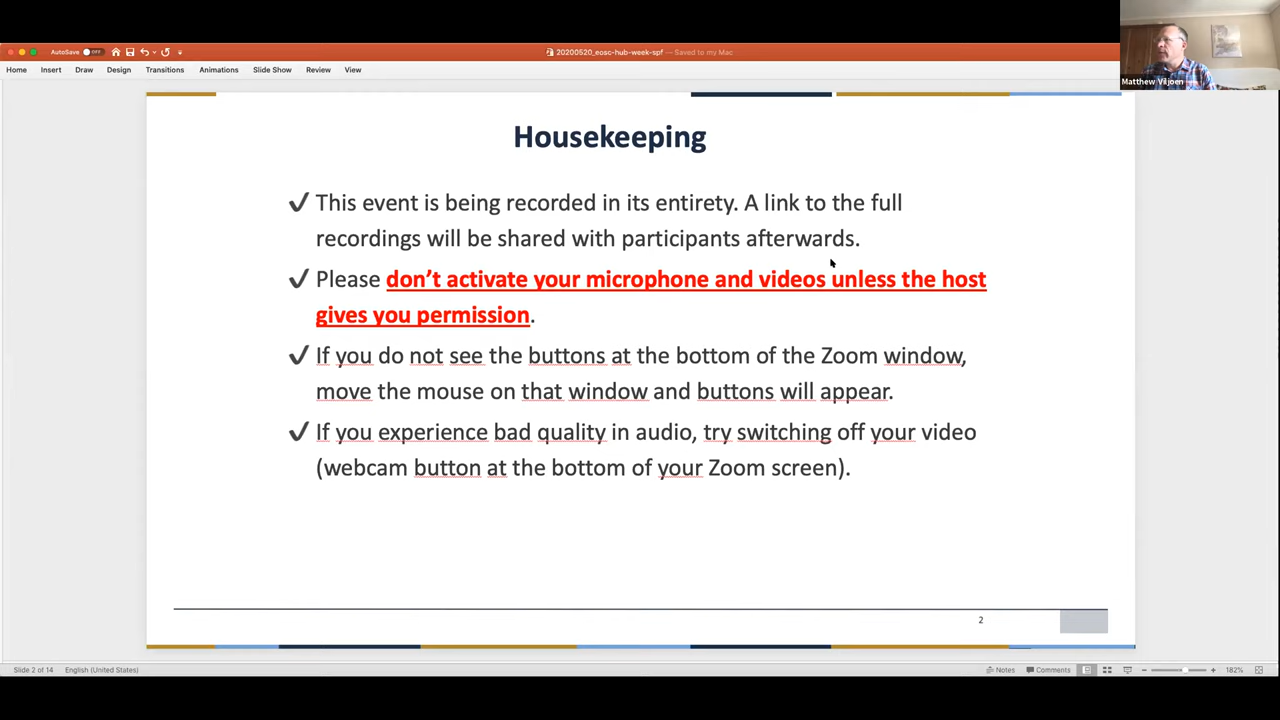 AutoSave OFF
20200520_eosc-hub-week-spf — Saved to my Mac
Home Insert Draw Design Transitions Animations Slide Show Review View
Matthew Viljoen
Housekeeping
✓ This event is being recorded in its entirety. A link to the full
recordings will be shared with participants afterwards.
✓ Please don’t activate your microphone and videos unless the host
gives you permission.
✓ If you do not see the buttons at the bottom of the Zoom window,
move the mouse on that window and buttons will appear.
✓ If you experience bad quality in audio, try switching off your video
(webcam button at the bottom of your Zoom screen).
2
Slide 2 of 14 English (United States) Notes Comments 182%